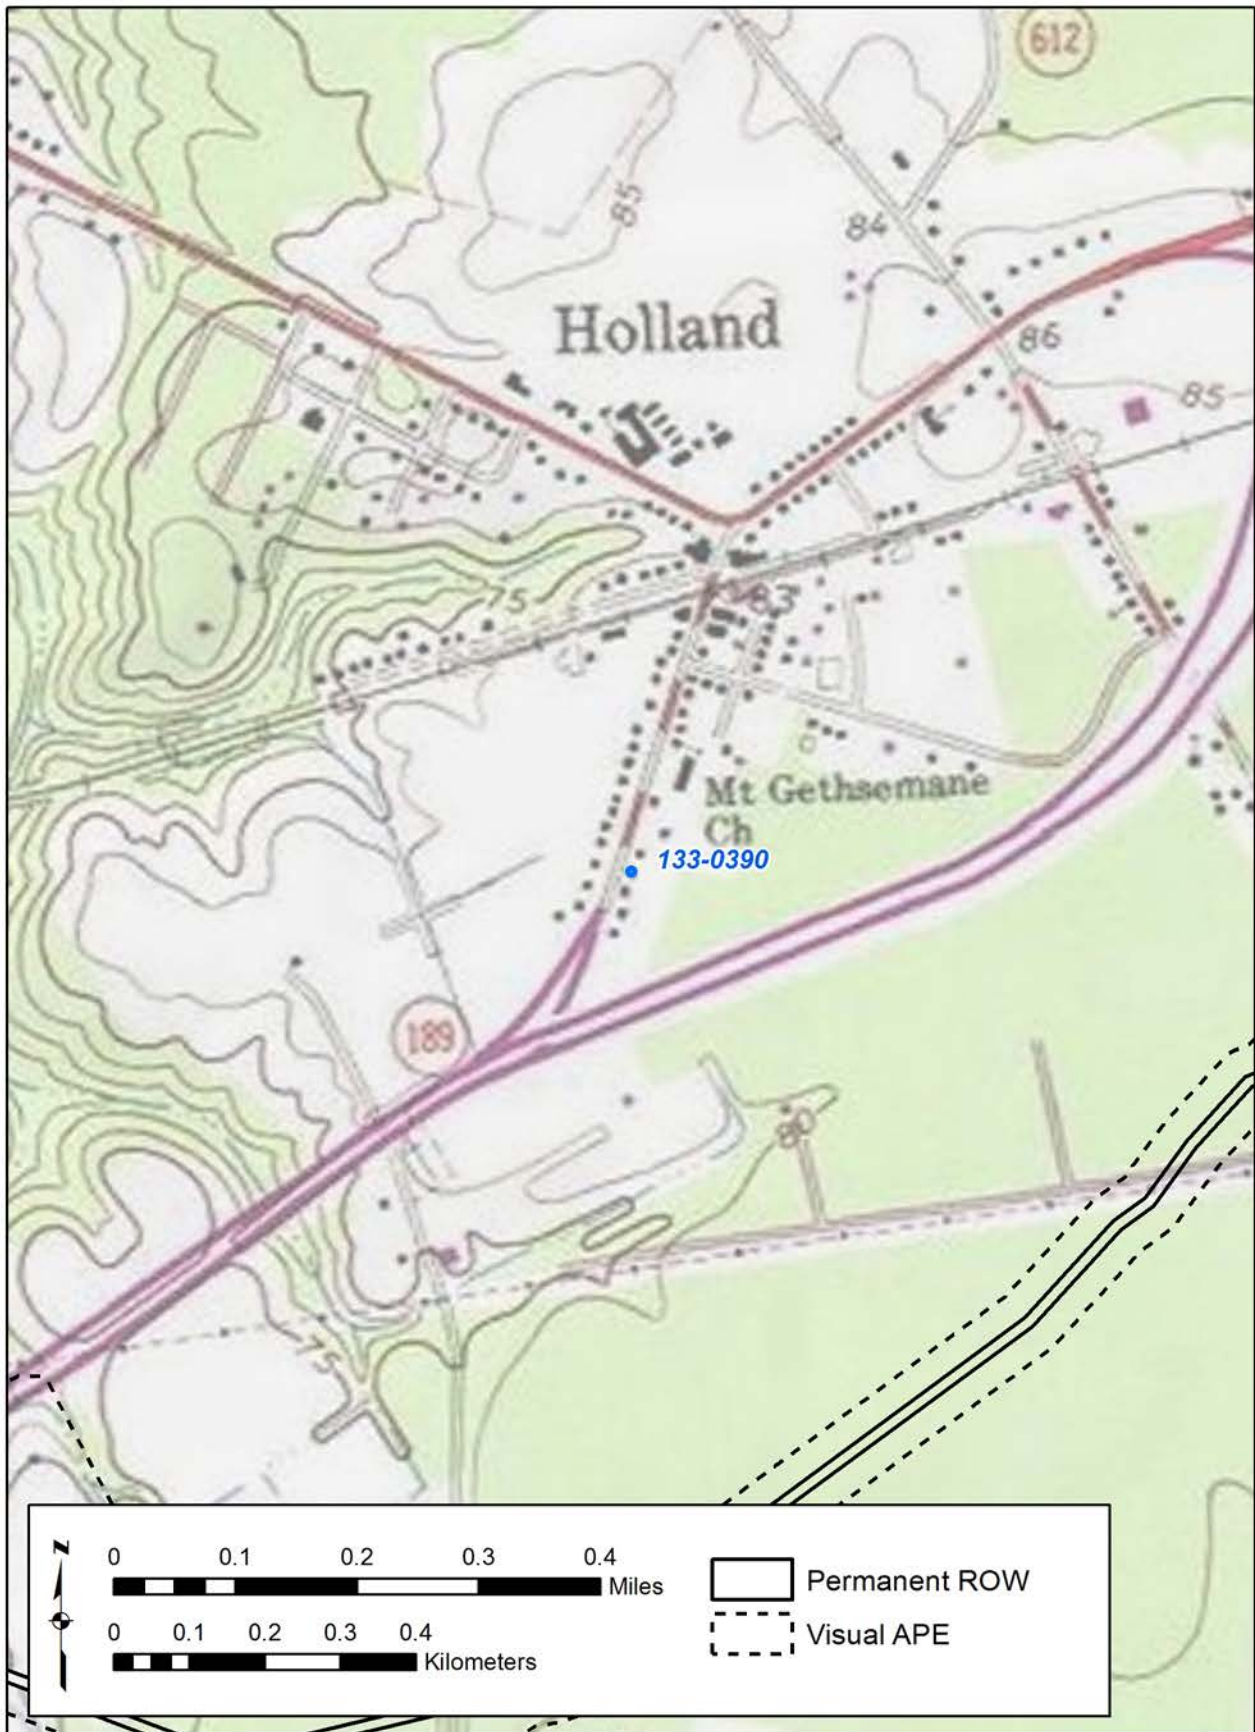 612
85
84
Holland
86
85
75
83
Mt Gethsemane
Ch
133-0390
189
80
75
N
0 0.1 0.2 0.3 0.4
Miles
0 0.1 0.2 0.3 0.4
Kilometers
Permanent ROW
Visual APE